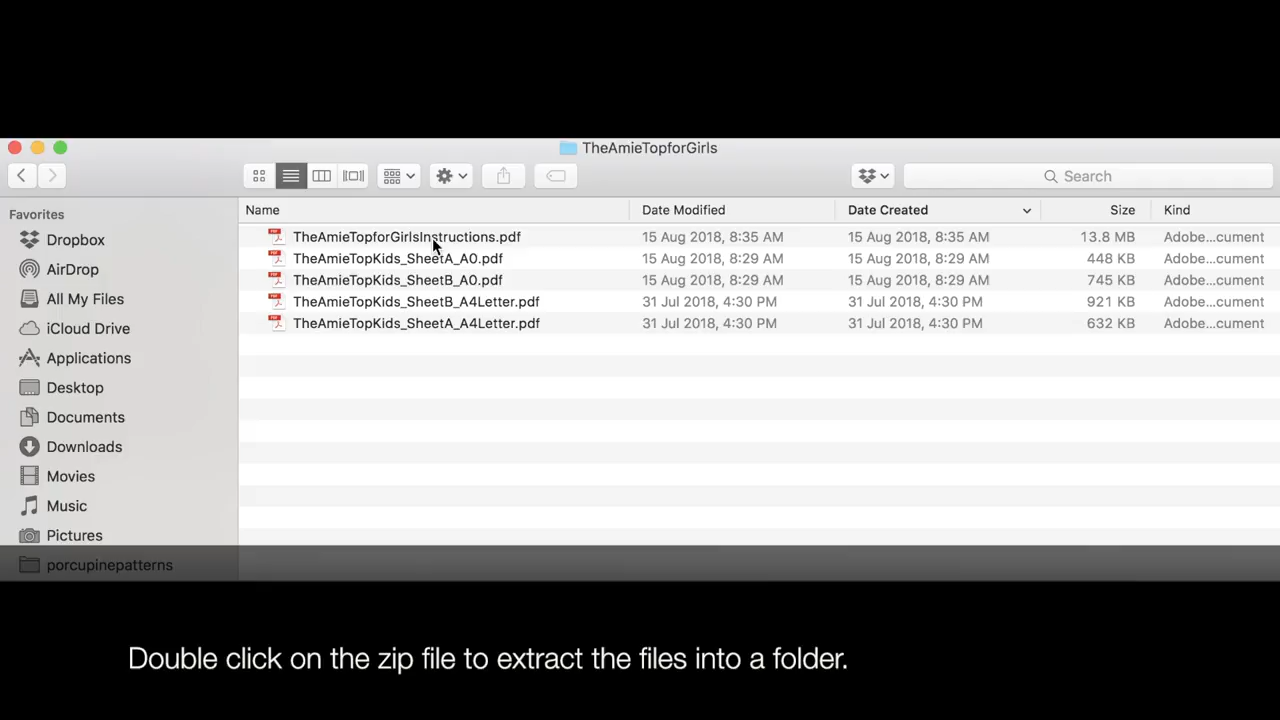 TheAmieTopforGirls
Search
Favorites
Dropbox
AirDrop
All My Files
iCloud Drive
Applications
Desktop
Documents
Downloads
Movies
Music
Pictures
porcupinepatterns
Name Date Modified Date Created Size Kind
TheAmieTopforGirlsInstructions.pdf 15 Aug 2018, 8:35 AM 15 Aug 2018, 8:35 AM 13.8 MB Adobe...cument
TheAmieTopKids_SheetA_A0.pdf 15 Aug 2018, 8:29 AM 15 Aug 2018, 8:29 AM 448 KB Adobe...cument
TheAmieTopKids_SheetB_A0.pdf 15 Aug 2018, 8:29 AM 15 Aug 2018, 8:29 AM 745 KB Adobe...cument
TheAmieTopKids_SheetB_A4Letter.pdf 31 Jul 2018, 4:30 PM 31 Jul 2018, 4:30 PM 921 KB Adobe...cument
TheAmieTopKids_SheetA_A4Letter.pdf 31 Jul 2018, 4:30 PM 31 Jul 2018, 4:30 PM 632 KB Adobe...cument
Double click on the zip file to extract the files into a folder.